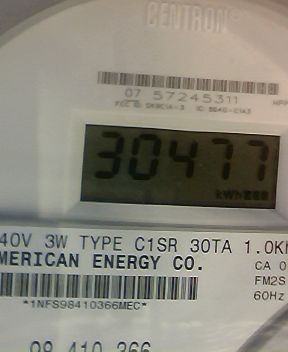 CENTRON®
07 57245311
30477
kWh
40V 3W TYPE C1SR 30TA 1.0K
MERICAN ENERGY CO.
CA 0
FM2S
60Hz
*1NFS98410366MEC*
98 410 366